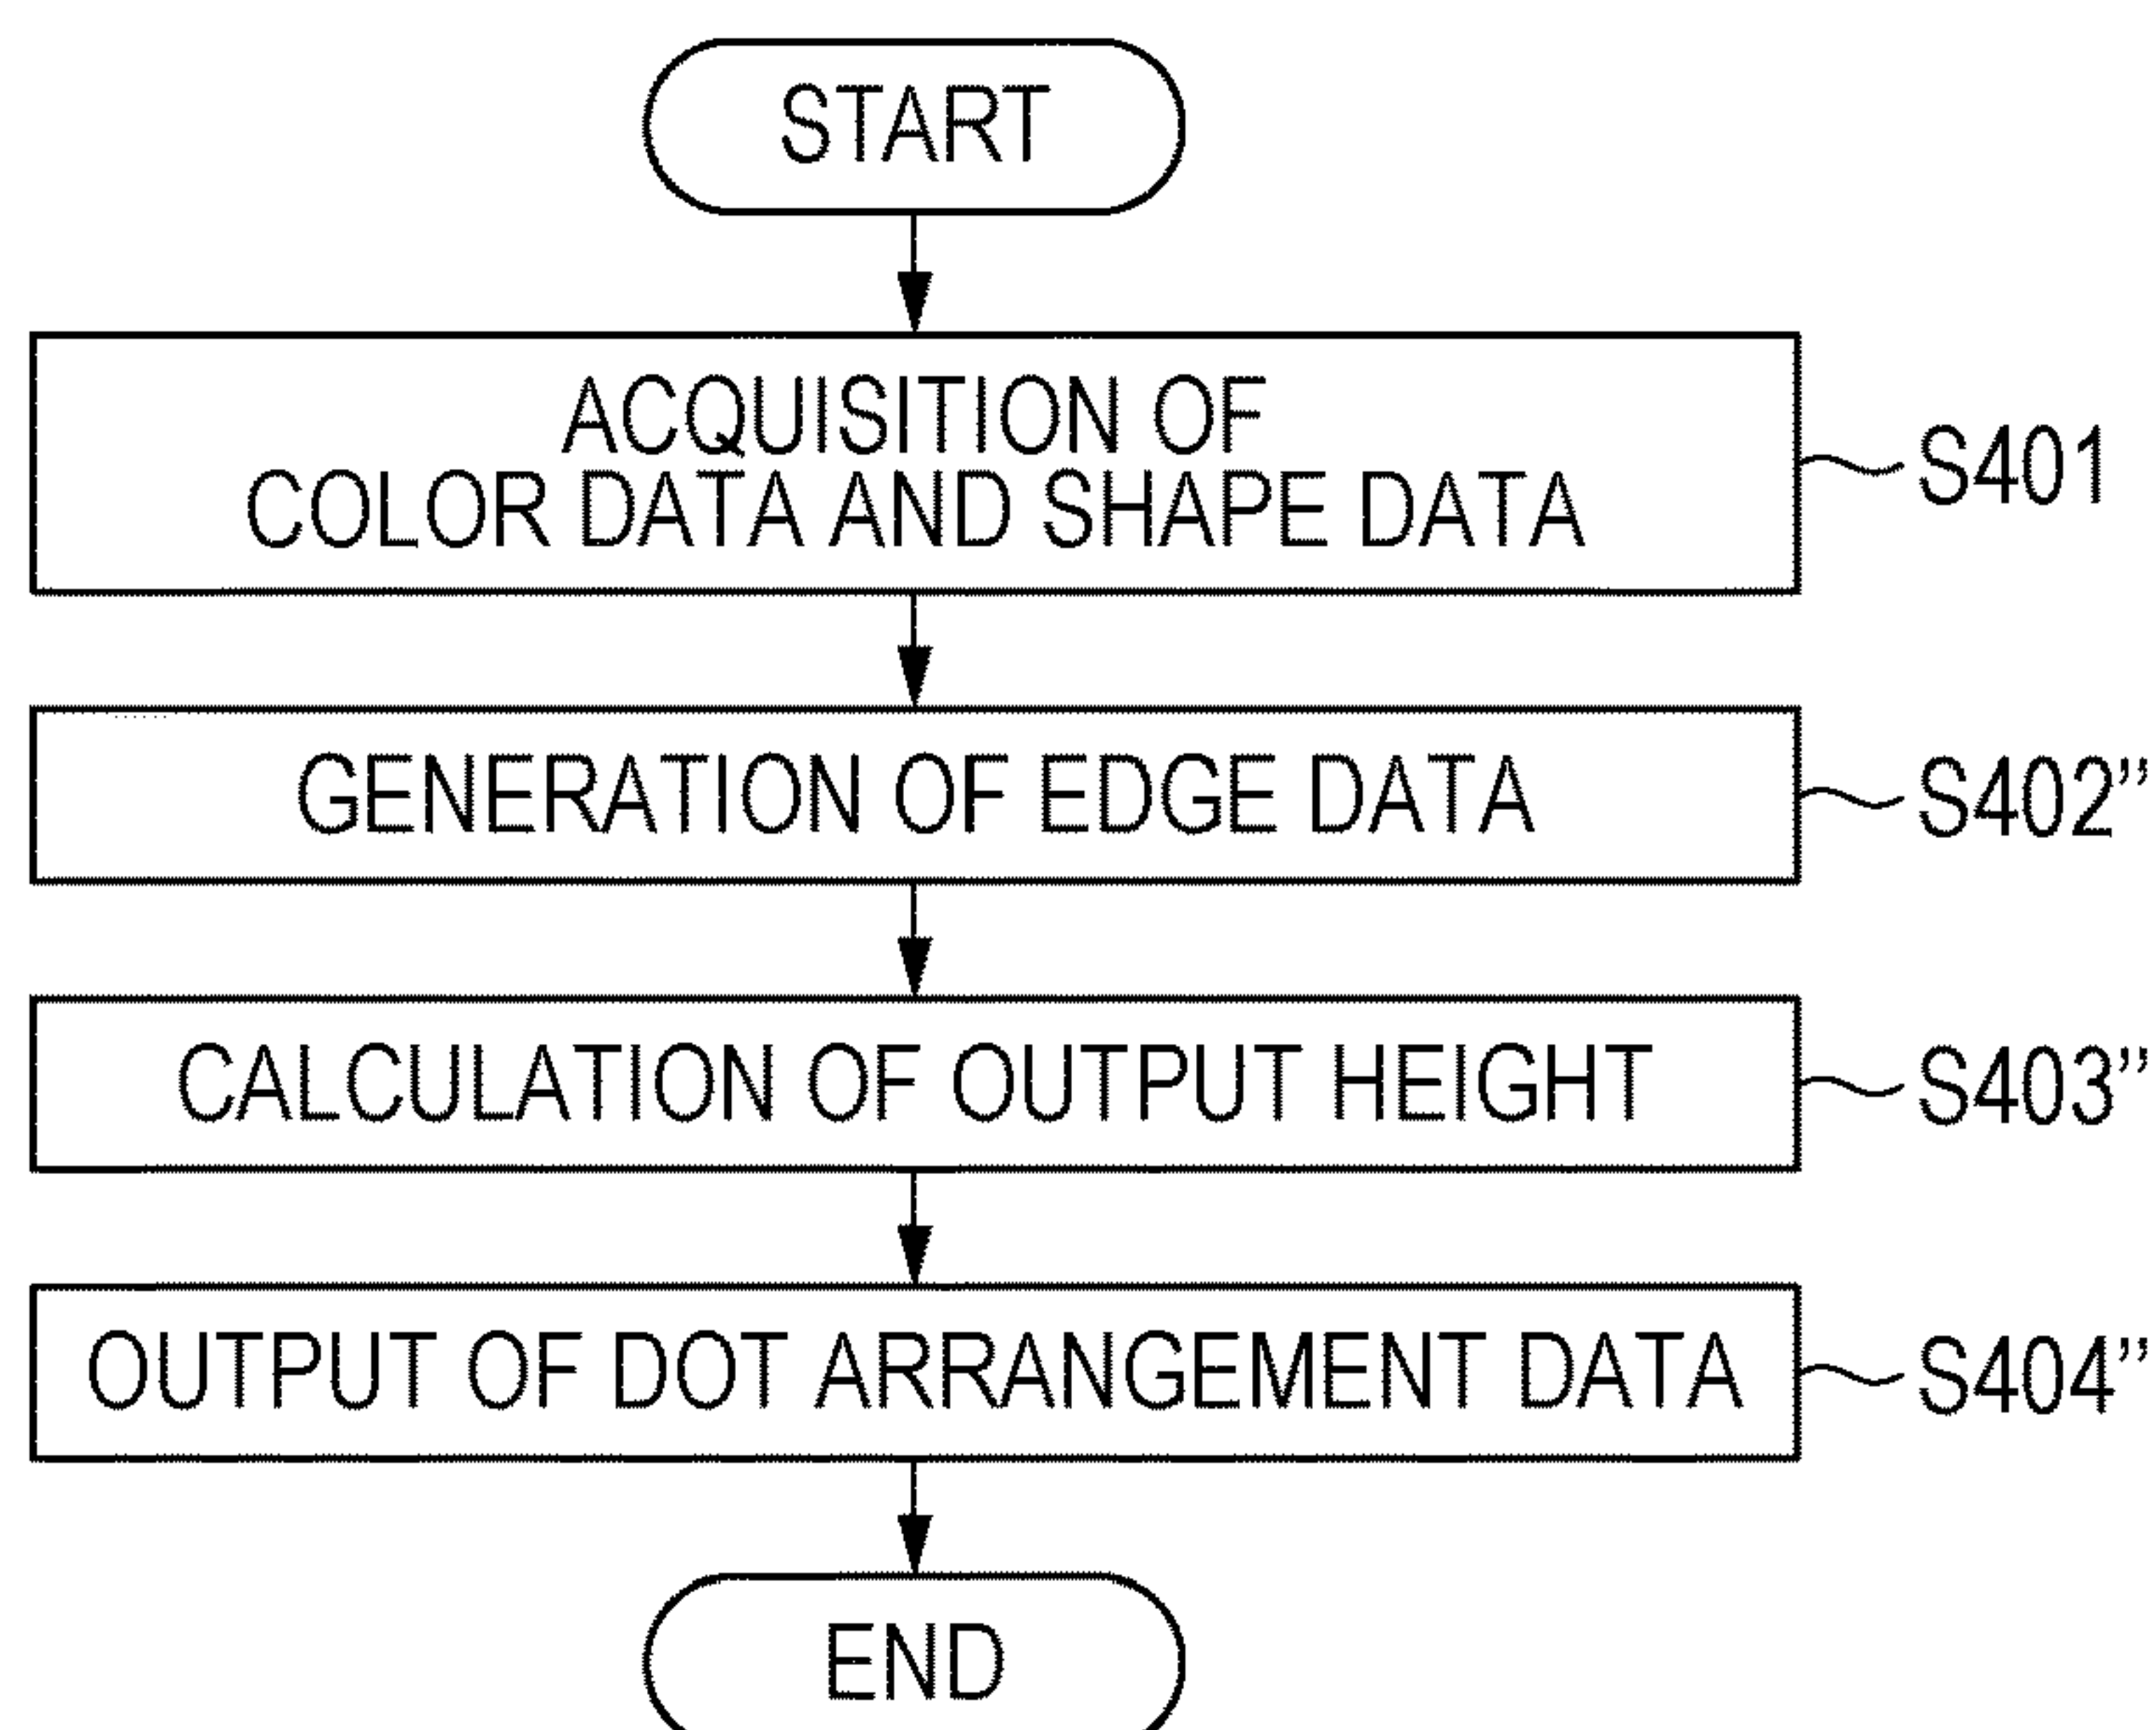 START
ACQUISITION OF
COLOR DATA AND SHAPE DATA
S401
GENERATION OF EDGE DATA
S402”
CALCULATION OF OUTPUT HEIGHT
S403”
OUTPUT OF DOT ARRANGEMENT DATA
S404”
END